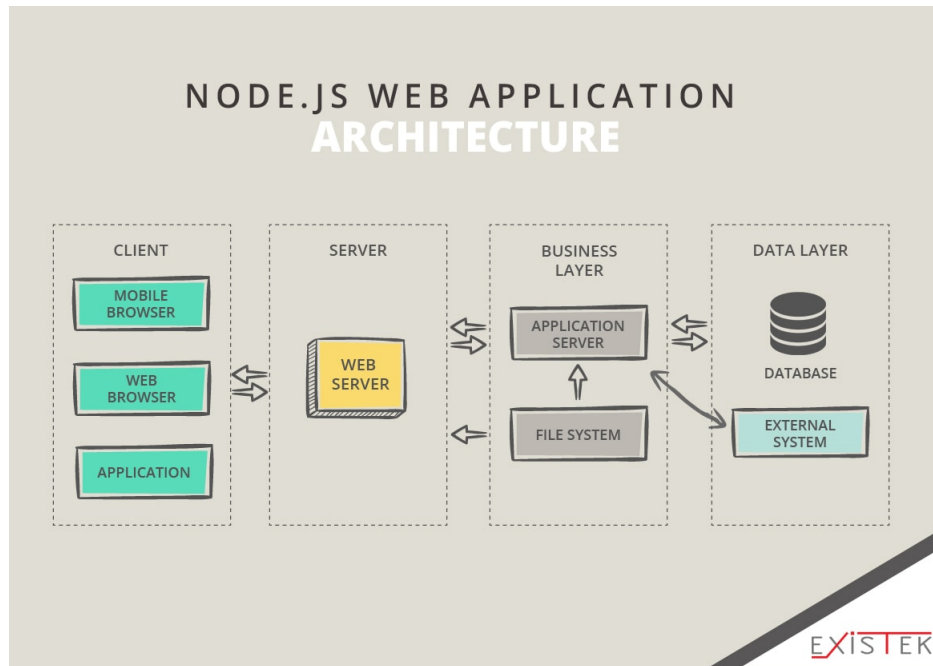 NODE.JS WEB APPLICATION
ARCHITECTURE
CLIENT
MOBILE
BROWSER
WEB
BROWSER
APPLICATION
SERVER
WEB
SERVER
BUSINESS
LAYER
APPLICATION
SERVER
FILE SYSTEM
DATA LAYER
DATABASE
EXTERNAL
SYSTEM
EXISTEK